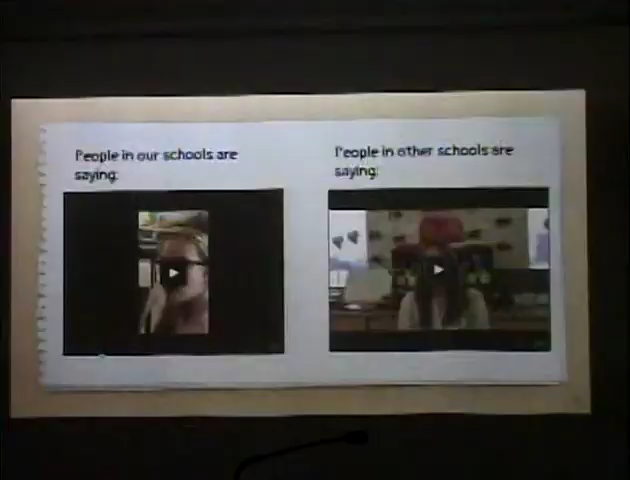 People in our schools are
saying:
People in other schools are
saying: